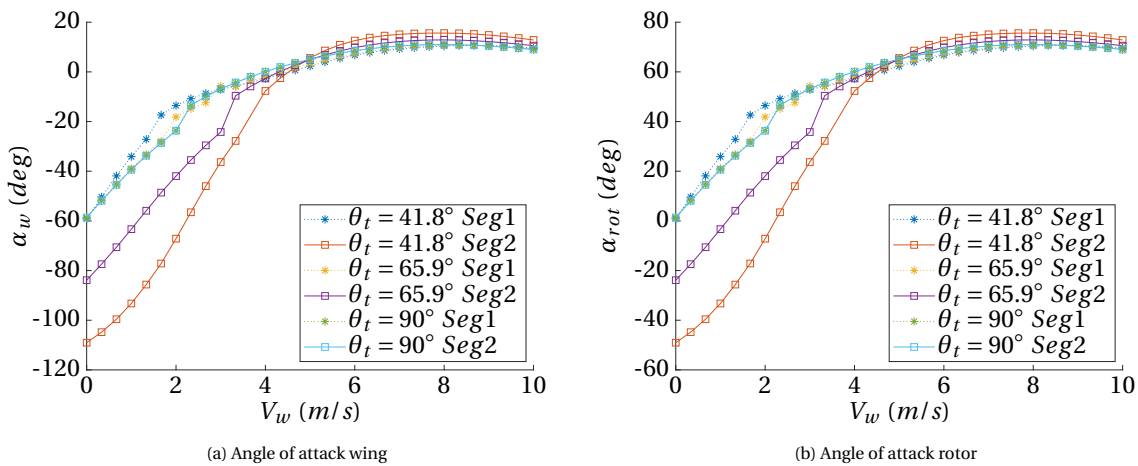 20
0
-20
-40
-60
-80
-100
-120
α_w (deg)
0 2 4 6 8 10
V_w (m/s)
θ_t = 41.8° Seg1
θ_t = 41.8° Seg2
θ_t = 65.9° Seg1
θ_t = 65.9° Seg2
θ_t = 90° Seg1
θ_t = 90° Seg2
(a) Angle of attack wing
80
60
40
20
0
-20
-40
-60
α_rot (deg)
0 2 4 6 8 10
V_w (m/s)
θ_t = 41.8° Seg1
θ_t = 41.8° Seg2
θ_t = 65.9° Seg1
θ_t = 65.9° Seg2
θ_t = 90° Seg1
θ_t = 90° Seg2
(b) Angle of attack rotor